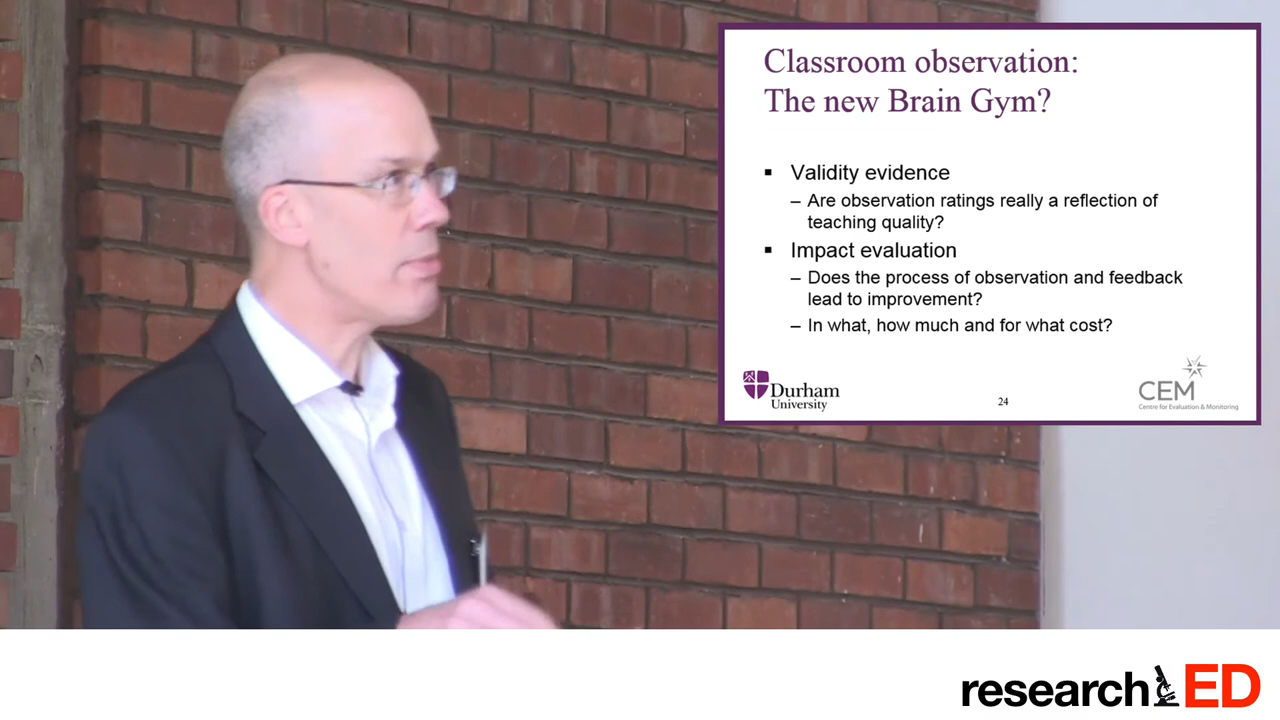 Classroom observation:
The new Brain Gym?
▪ Validity evidence
– Are observation ratings really a reflection of
teaching quality?
▪ Impact evaluation
– Does the process of observation and feedback
lead to improvement?
– In what, how much and for what cost?
Durham
University
24
CEM
Centre for Evaluation & Monitoring
researchED